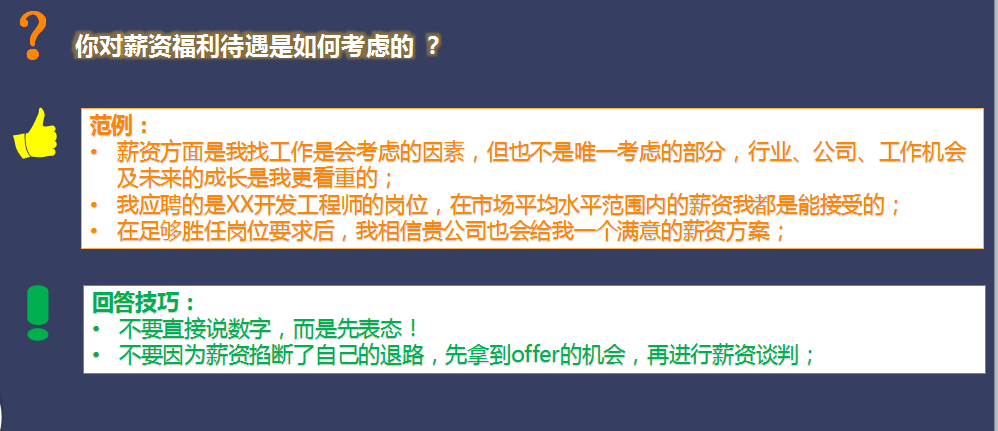 你对薪资福利待遇是如何考虑的 ？
范例：
• 薪资方面是我找工作是会考虑的因素，但也不是唯一考虑的部分，行业、公司、工作机会
及未来的成长是我更看重的；
• 我应聘的是XX开发工程师的岗位，在市场平均水平范围内的薪资我都是能接受的；
• 在足够胜任岗位要求后，我相信贵公司也会给我一个满意的薪资方案；
回答技巧：
• 不要直接说数字，而是先表态！
• 不要因为薪资掐断了自己的退路，先拿到offer的机会，再进行薪资谈判；